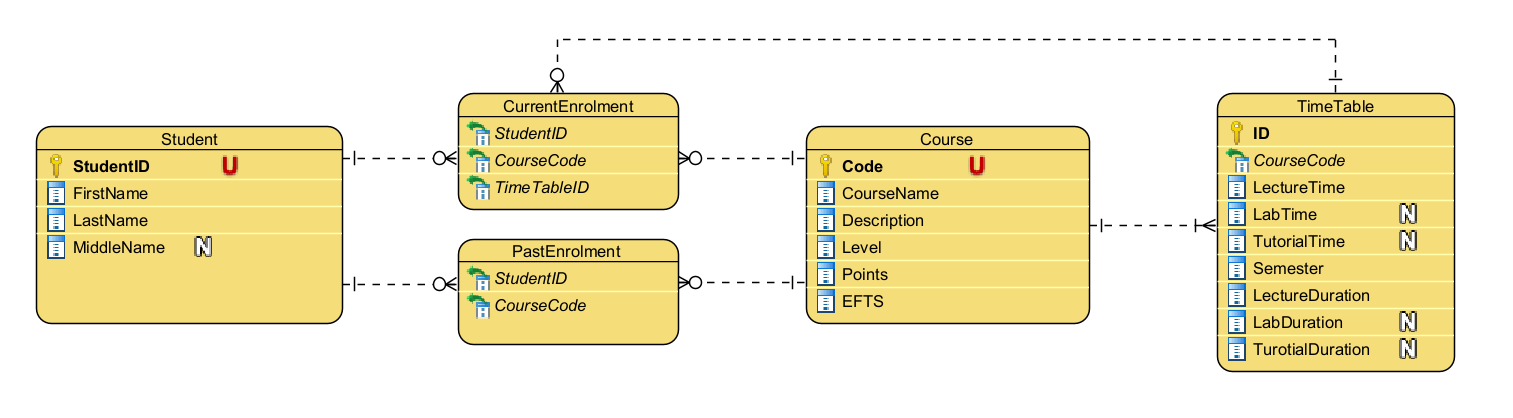 Student
StudentID U
FirstName
LastName
MiddleName N
CurrentEnrolment
StudentID
CourseCode
TimeTableID
PastEnrolment
StudentID
CourseCode
Course
Code U
CourseName
Description
Level
Points
EFTS
TimeTable
ID
CourseCode
LectureTime
LabTime N
TutorialTime N
Semester
LectureDuration
LabDuration N
TurotialDuration N